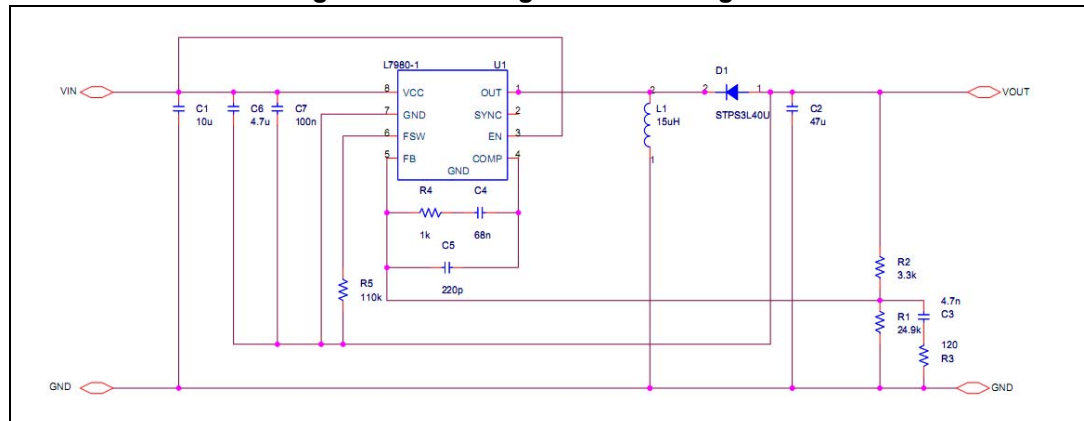 L7980-1 U1
VIN
C1
10u
C6
4.7u
C7
100n
8 VCC OUT 1
7 GND SYNC 2
6 FSW EN 3
5 FB COMP 4
GND
R4
1k
C4
68n
C5
220p
R5
110k
2
L1
15uH
1
D1
2 1
STPS3L40U
C2
47u
VOUT
R2
3.3k
R1
24.9k
4.7n
C3
120
R3
GND
GND